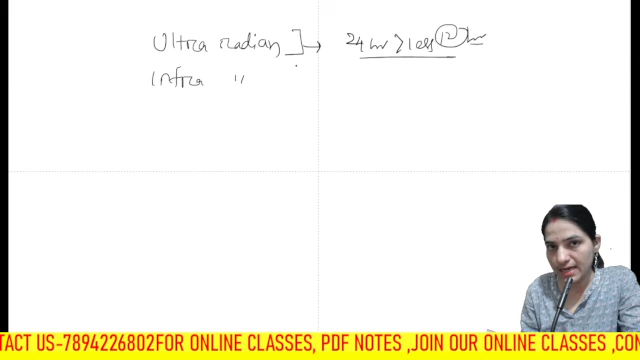 Ultra radian ]→ 24 hr > less 12 hr
Infra "
TACT US-7894226802FOR ONLINE CLASSES, PDF NOTES ,JOIN OUR ONLINE CLASSES ,CON